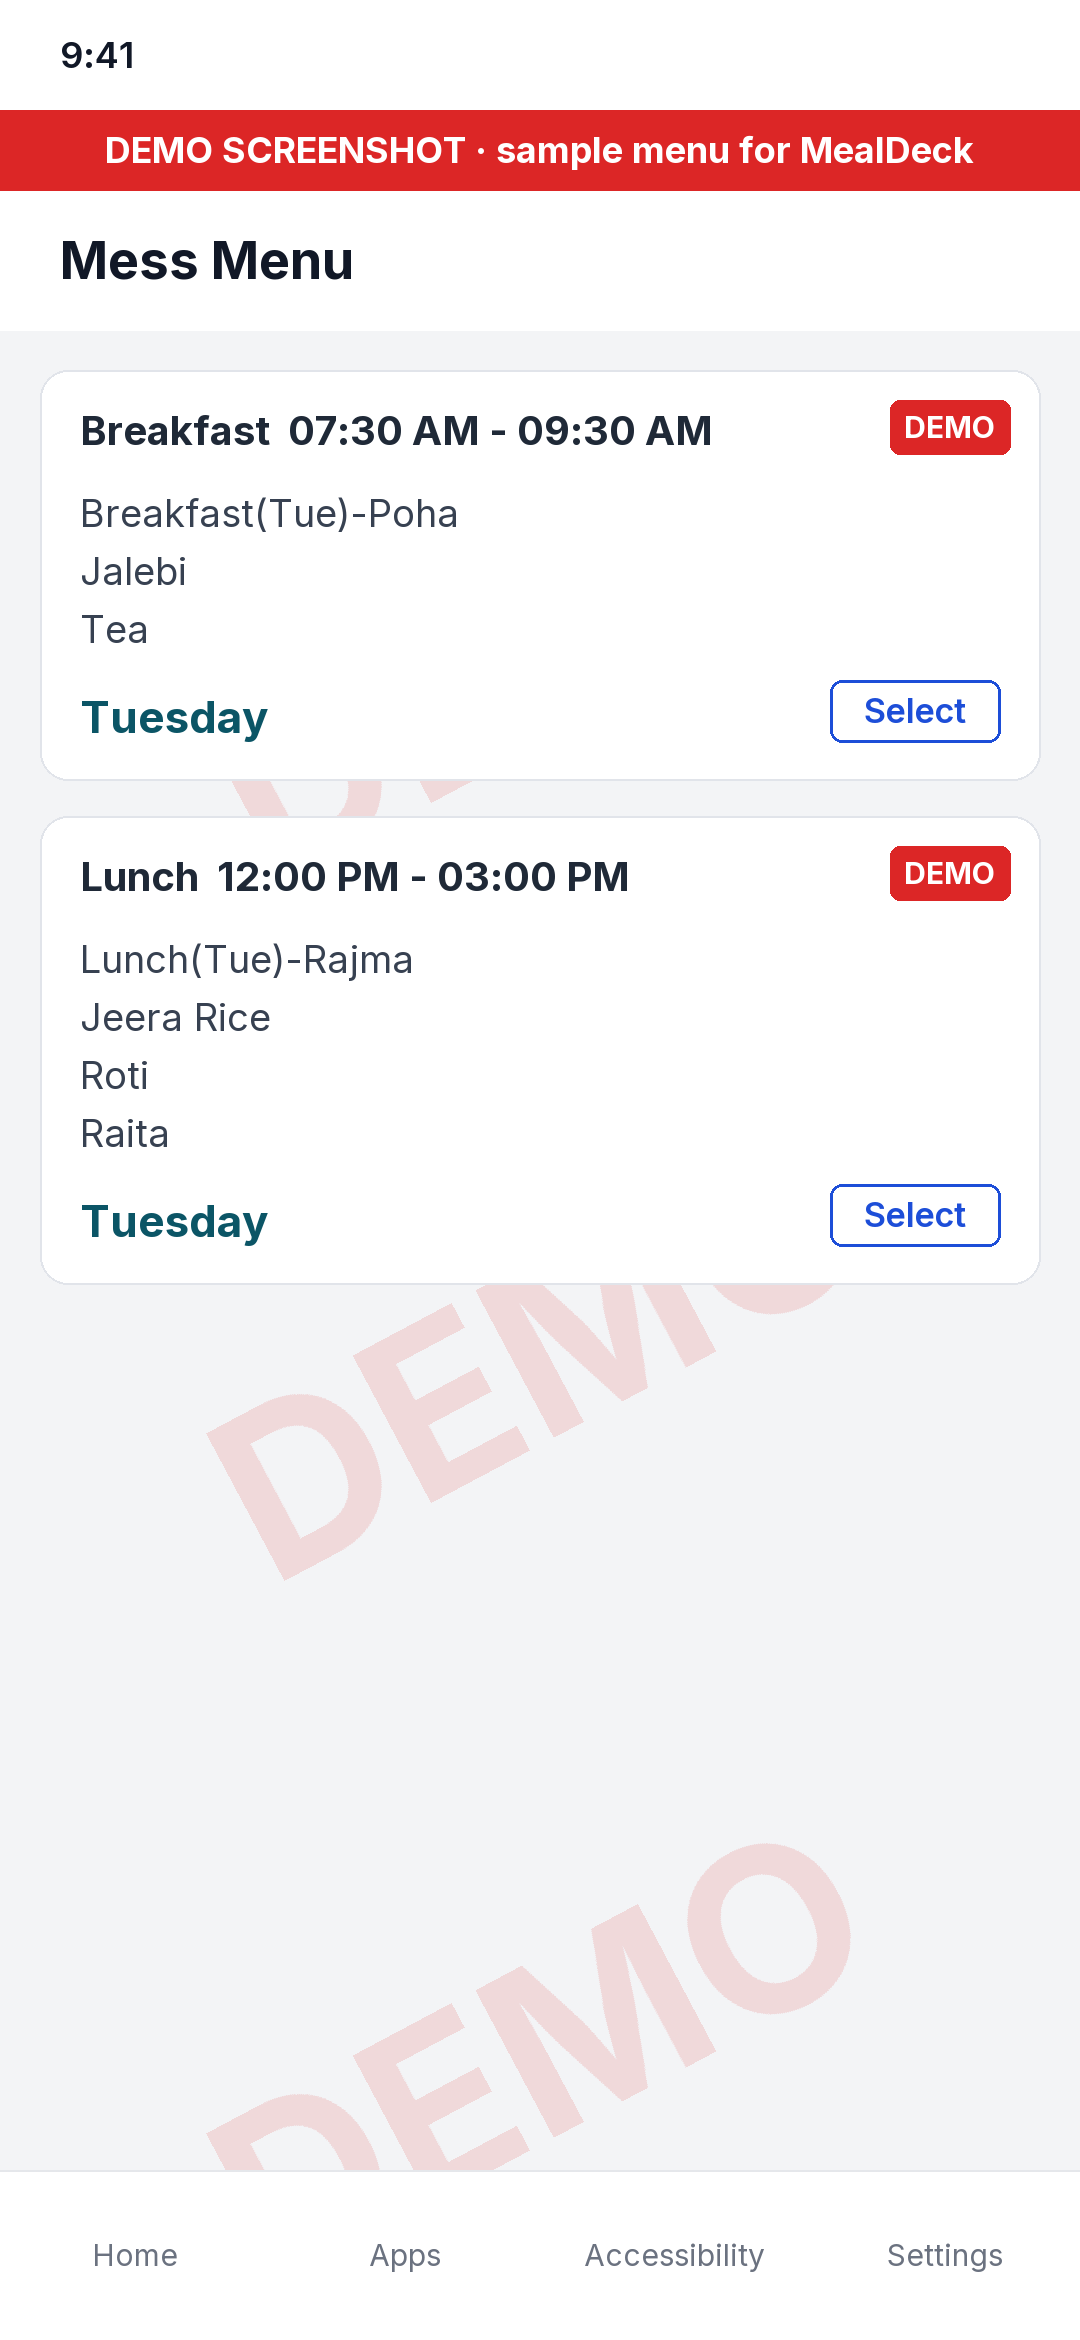 9:41
DEMO SCREENSHOT · sample menu for MealDeck
Mess Menu
Breakfast 07:30 AM - 09:30 AM
DEMO
Breakfast(Tue)-Poha
Jalebi
Tea
Tuesday
Select
Lunch 12:00 PM - 03:00 PM
DEMO
Lunch(Tue)-Rajma
Jeera Rice
Roti
Raita
Tuesday
Select
DEMO
DEMO
Home
Apps
Accessibility
Settings